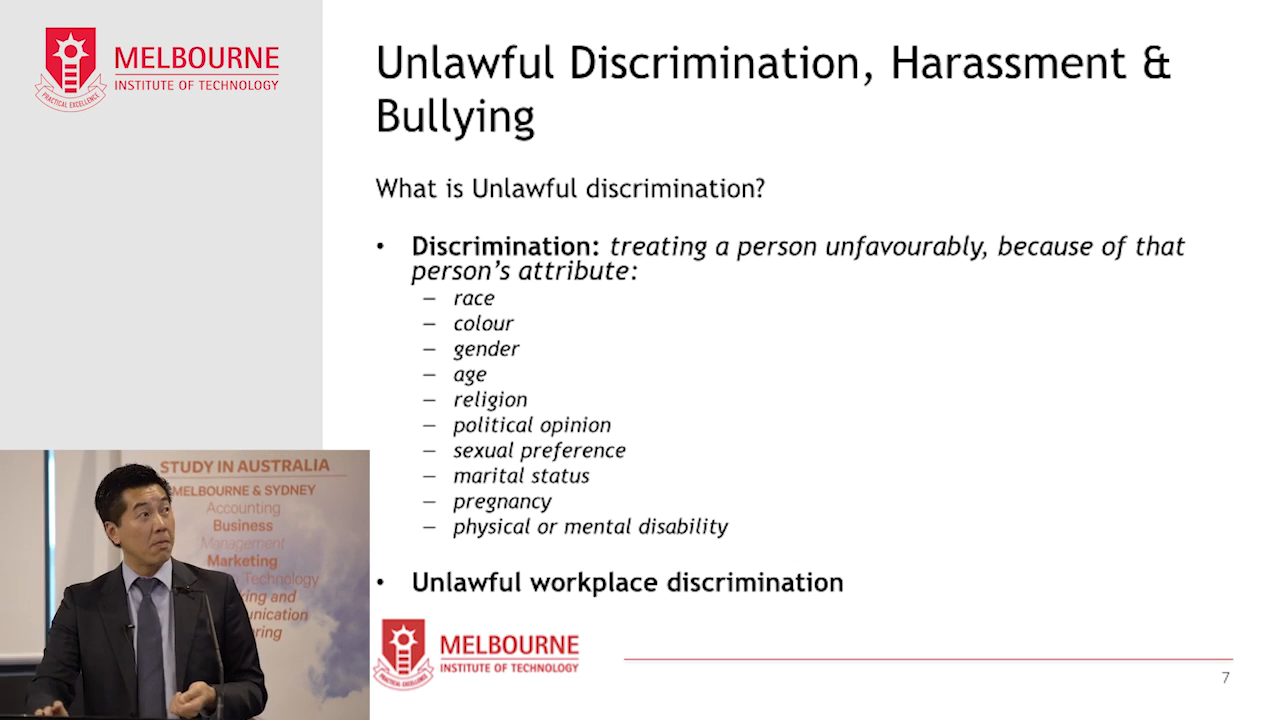 MELBOURNE
INSTITUTE OF TECHNOLOGY
PRACTICAL EXCELLENCE
Unlawful Discrimination, Harassment &
Bullying
What is Unlawful discrimination?
• Discrimination: treating a person unfavourably, because of that
person's attribute:
– race
– colour
– gender
– age
– religion
– political opinion
– sexual preference
– marital status
– pregnancy
– physical or mental disability
• Unlawful workplace discrimination
STUDY IN AUSTRALIA
MELBOURNE & SYDNEY
Accounting
Business
Management
Marketing
Technology
and
MELBOURNE
INSTITUTE OF TECHNOLOGY
PRACTICAL EXCELLENCE
7